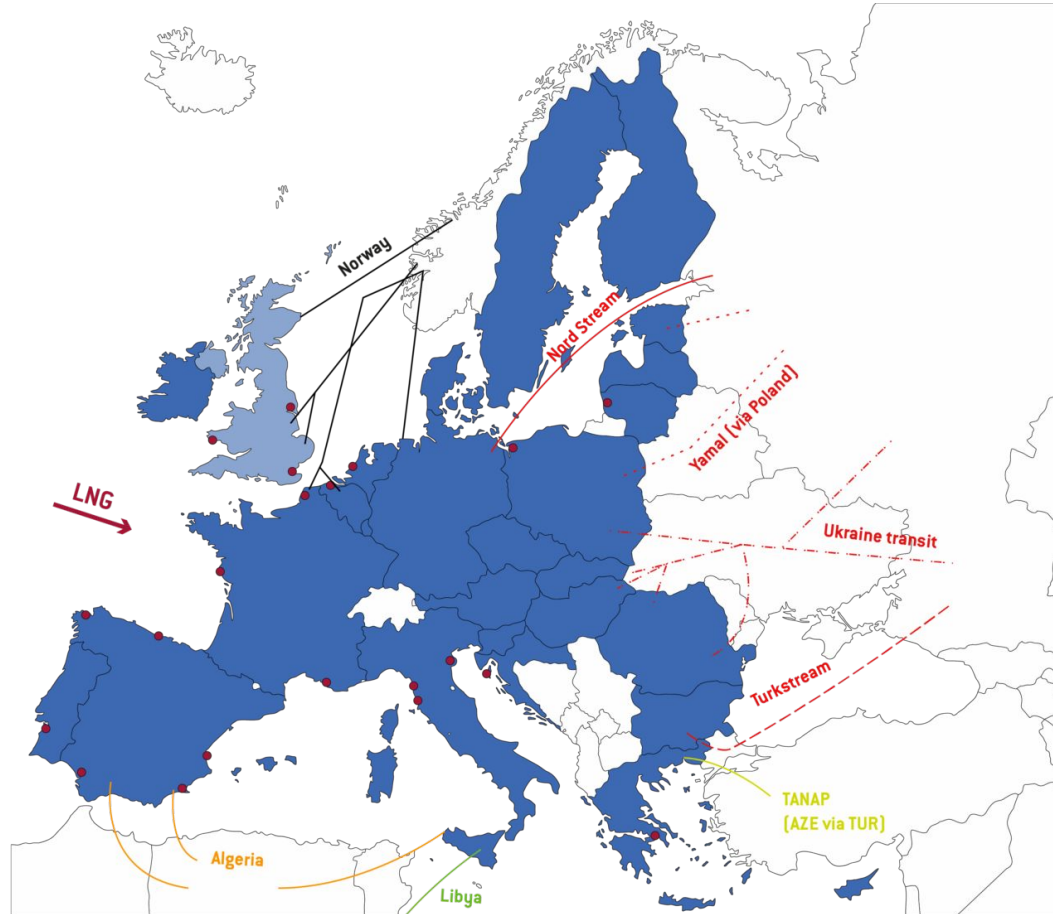 Norway
Nord Stream
Yamal (via Poland)
LNG
Ukraine transit
Turkstream
TANAP
(AZE via TUR)
Algeria
Libya